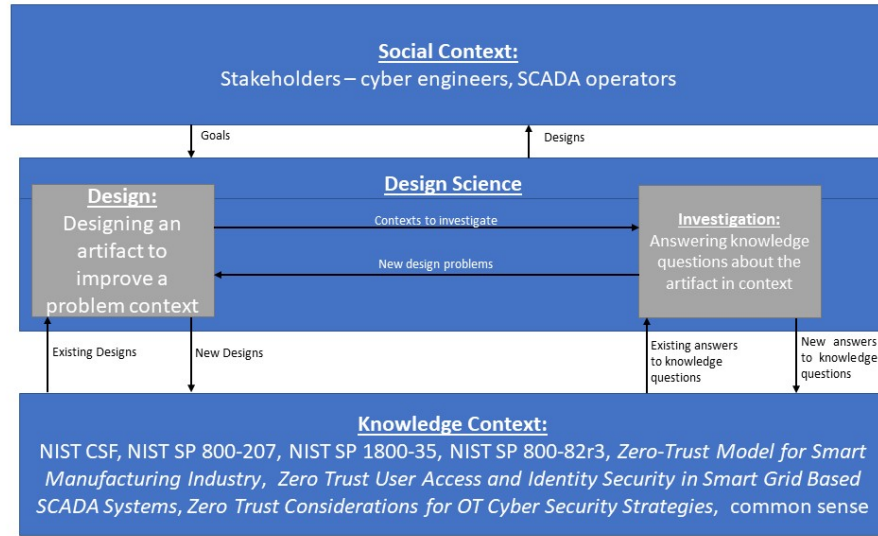 Social Context:
Stakeholders – cyber engineers, SCADA operators
Goals
Designs
Design Science
Design:
Designing an
artifact to
improve a
problem context
Contexts to investigate
New design problems
Investigation:
Answering knowledge
questions about the
artifact in context
Existing Designs
New Designs
Existing answers
to knowledge
questions
New answers
to knowledge
questions
Knowledge Context:
NIST CSF, NIST SP 800-207, NIST SP 1800-35, NIST SP 800-82r3, Zero-Trust Model for Smart
Manufacturing Industry, Zero Trust User Access and Identity Security in Smart Grid Based
SCADA Systems, Zero Trust Considerations for OT Cyber Security Strategies, common sense